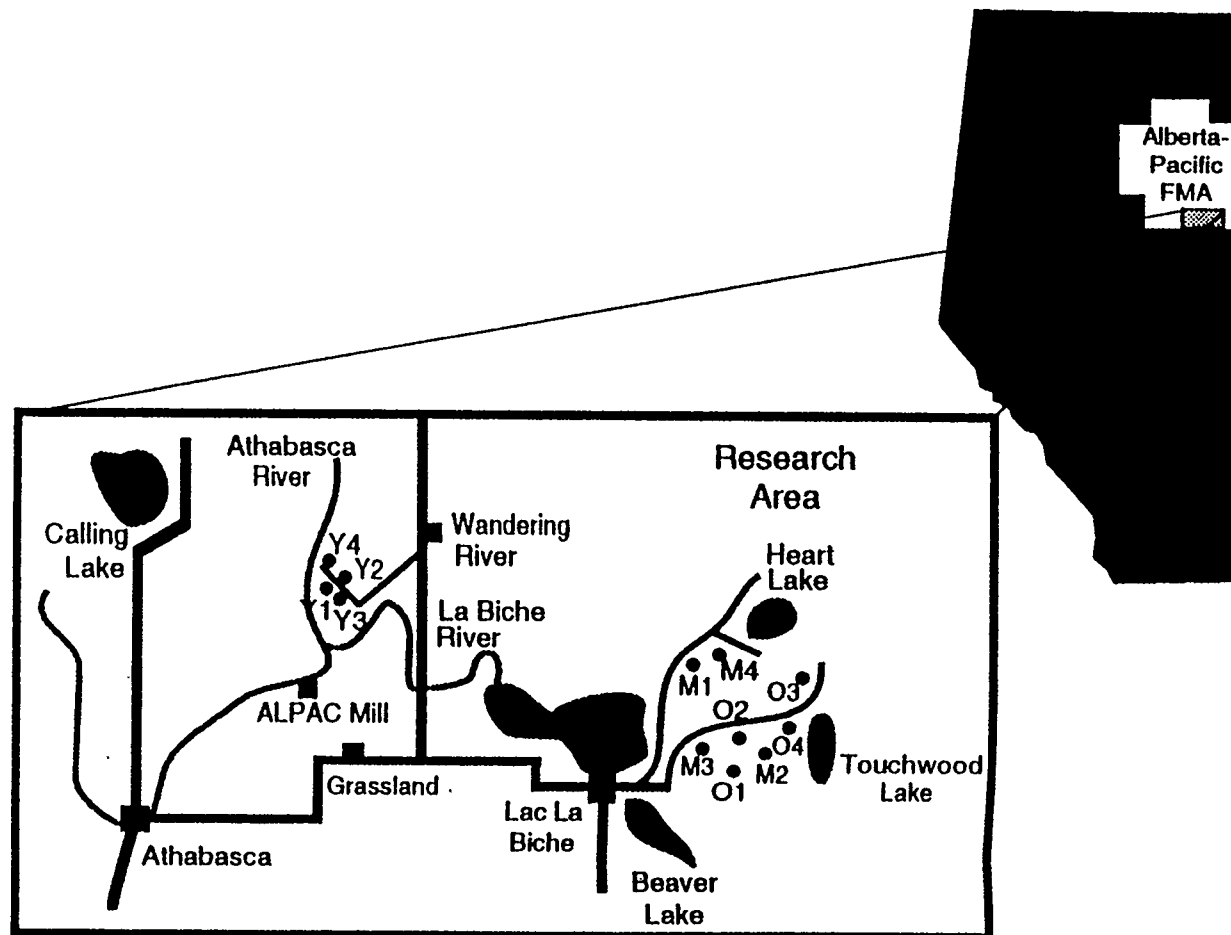 Alberta-
Pacific
FMA
Research
Area
Athabasca
River
Calling
Lake
Wandering
River
Heart
Lake
Y4
Y2
Y1
Y3
La Biche
River
M1
M4
O3
O2
ALPAC Mill
M3
O4
M2
O1
Touchwood
Lake
Grassland
Lac La
Biche
Athabasca
Beaver
Lake